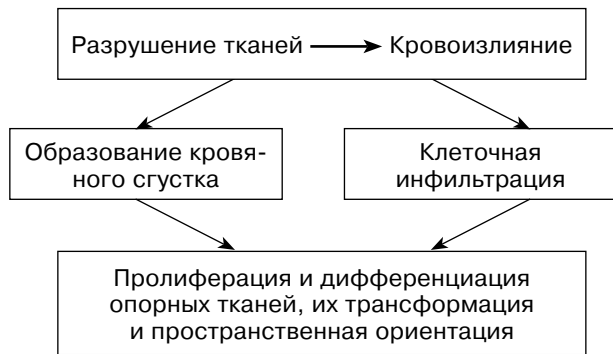 Разрушение тканей Кровоизлияние
Образование кровя-
ного сгустка
Клеточная
инфильтрация
Пролиферация и дифференциация
опорных тканей, их трансформация
и пространственная ориентация